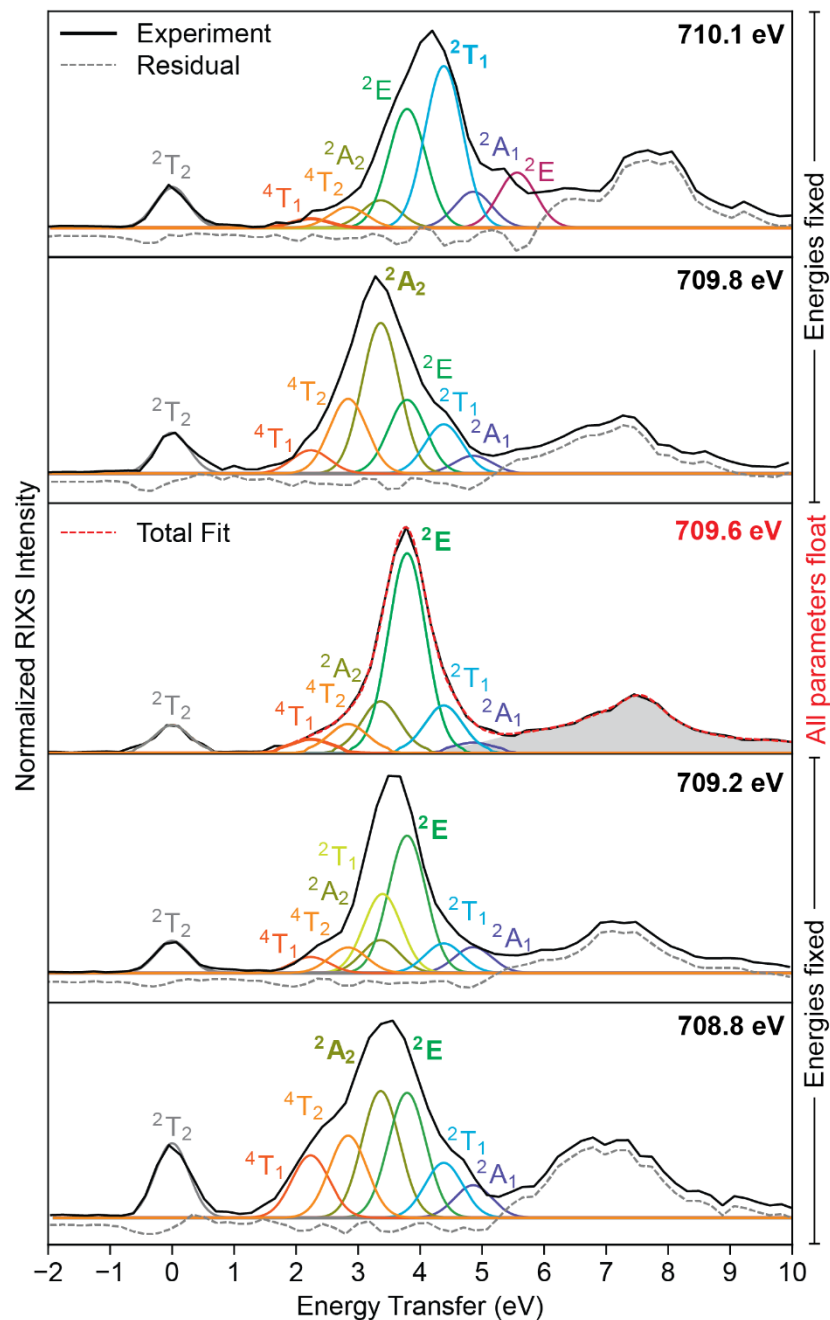 Experiment
Residual
710.1 eV
²T₂
⁴T₁
⁴T₂
²A₂
²E
²T₁
²A₁
²E
709.8 eV
²T₂
⁴T₁
⁴T₂
²A₂
²E
²T₁
²A₁
Energies fixed
Total Fit
709.6 eV
²T₂
⁴T₁
⁴T₂
²A₂
²E
²T₁
²A₁
All parameters float
709.2 eV
²T₂
⁴T₁
⁴T₂
²A₂
²T₁
²E
²T₁
²A₁
708.8 eV
²T₂
⁴T₁
⁴T₂
²A₂
²E
²T₁
²A₁
Energies fixed
Normalized RIXS Intensity
−2 −1 0 1 2 3 4 5 6 7 8 9 10
Energy Transfer (eV)